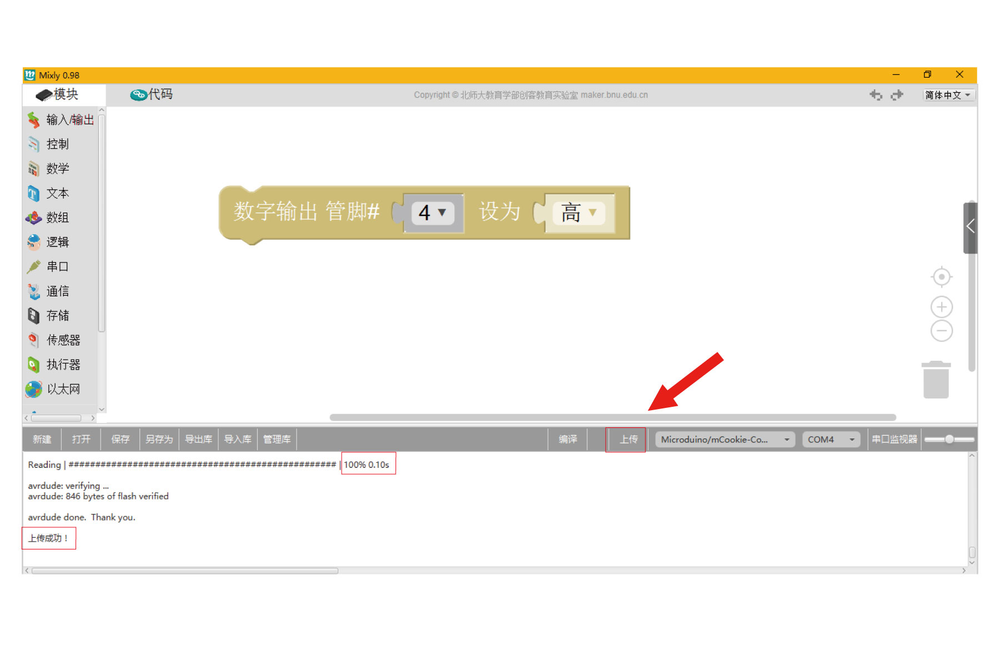 Mixly 0.98
模块
代码
Copyright © 北师大教育学部创客教育实验室 maker.bnu.edu.cn
简体中文
输入/输出
控制
数学
文本
数组
逻辑
串口
通信
存储
传感器
执行器
以太网
数字输出 管脚# 4 设为 高
新建 打开 保存 另存为 导出库 导入库 管理库 编译 上传 Microduino/mCookie-Co... COM4 串口监视器
Reading | ################################################## | 100% 0.10s
avrdude: verifying ...
avrdude: 846 bytes of flash verified
avrdude done.  Thank you.
上传成功！